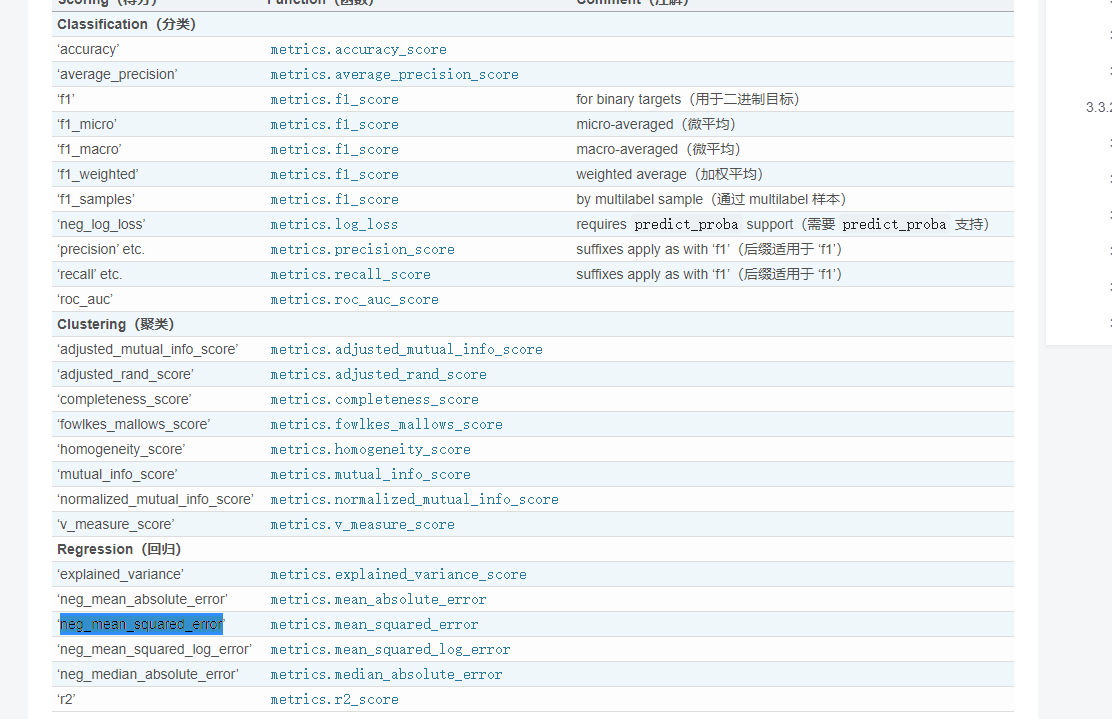 Scoring（得分） Function（函数） Comment（注解）
Classification（分类）
‘accuracy’ metrics.accuracy_score
‘average_precision’ metrics.average_precision_score
‘f1’ metrics.f1_score for binary targets（用于二进制目标）
‘f1_micro’ metrics.f1_score micro-averaged（微平均）
‘f1_macro’ metrics.f1_score macro-averaged（微平均）
‘f1_weighted’ metrics.f1_score weighted average（加权平均）
‘f1_samples’ metrics.f1_score by multilabel sample（通过 multilabel 样本）
‘neg_log_loss’ metrics.log_loss requires predict_proba support（需要 predict_proba 支持）
‘precision’ etc. metrics.precision_score suffixes apply as with ‘f1’（后缀适用于 ‘f1’）
‘recall’ etc. metrics.recall_score suffixes apply as with ‘f1’（后缀适用于 ‘f1’）
‘roc_auc’ metrics.roc_auc_score
Clustering（聚类）
‘adjusted_mutual_info_score’ metrics.adjusted_mutual_info_score
‘adjusted_rand_score’ metrics.adjusted_rand_score
‘completeness_score’ metrics.completeness_score
‘fowlkes_mallows_score’ metrics.fowlkes_mallows_score
‘homogeneity_score’ metrics.homogeneity_score
‘mutual_info_score’ metrics.mutual_info_score
‘normalized_mutual_info_score’ metrics.normalized_mutual_info_score
‘v_measure_score’ metrics.v_measure_score
Regression（回归）
‘explained_variance’ metrics.explained_variance_score
‘neg_mean_absolute_error’ metrics.mean_absolute_error
‘neg_mean_squared_error’ metrics.mean_squared_error
‘neg_mean_squared_log_error’ metrics.mean_squared_log_error
‘neg_median_absolute_error’ metrics.median_absolute_error
‘r2’ metrics.r2_score